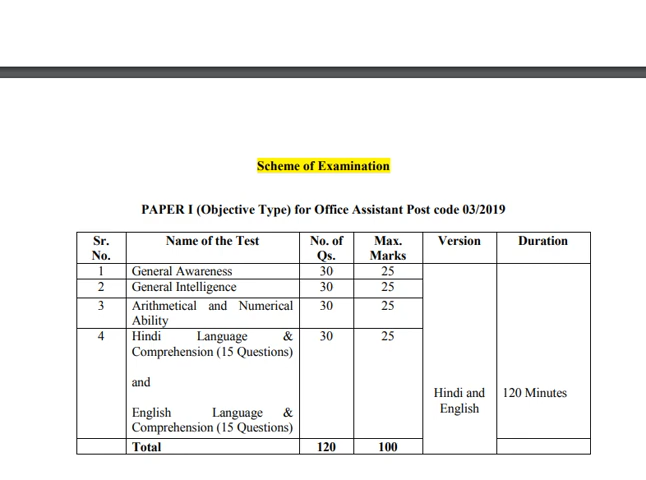 Scheme of Examination
PAPER I (Objective Type) for Office Assistant Post code 03/2019
Sr. No. Name of the Test No. of Qs. Max. Marks Version Duration
1 General Awareness 30 25
2 General Intelligence 30 25
3 Arithmetical and Numerical 30 25
Ability
4 Hindi Language & 30 25
Comprehension (15 Questions)
and
Hindi and 120 Minutes
English
English Language &
Comprehension (15 Questions)
Total 120 100